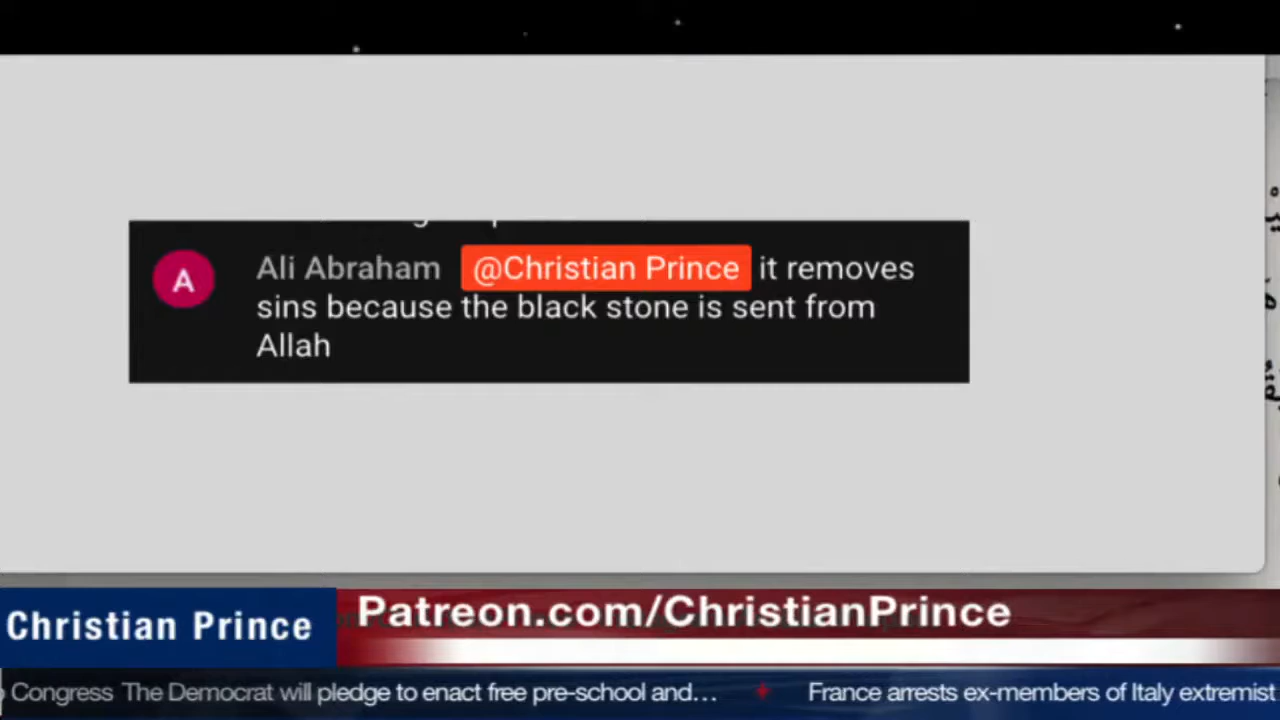 Ali Abraham @Christian Prince it removes
sins because the black stone is sent from
Allah
Christian Prince
Patreon.com/ChristianPrince
Congress The Democrat will pledge to enact free pre-school and… France arrests ex-members of Italy extremist